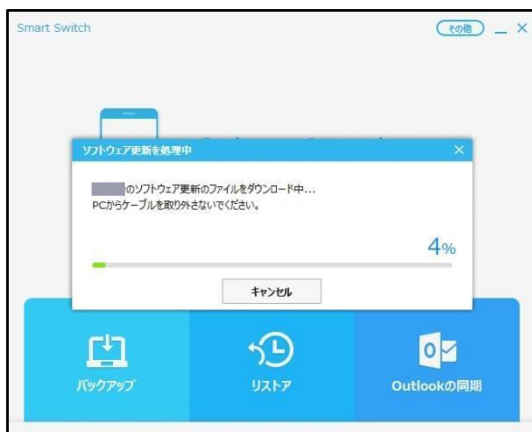 Smart Switch
その他
ソフトウェア更新を処理中
のソフトウェア更新のファイルをダウンロード中...
PCからケーブルを取り外さないでください。
4%
キャンセル
バックアップ
リストア
Outlookの同期